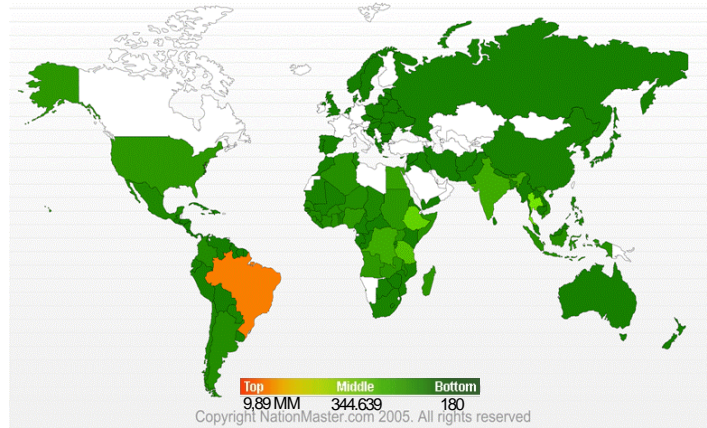 Top Middle Bottom
9,89 MM 344.639 180
Copyright NationMaster.com 2005. All rights reserved